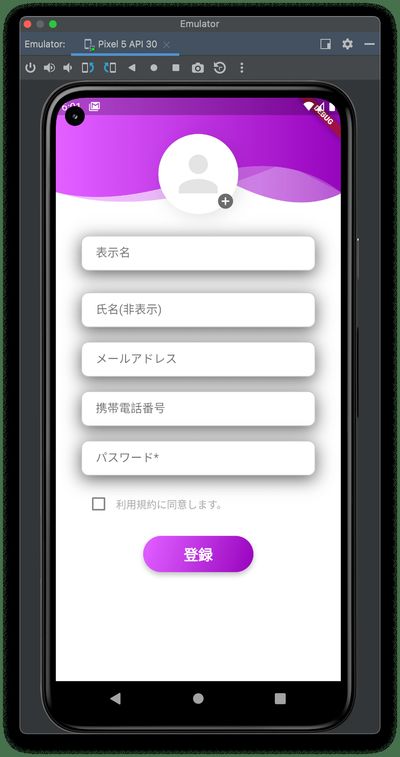 Emulator
Emulator:
Pixel 5 API 30
DEBUG
表示名
氏名(非表示)
メールアドレス
携帯電話番号
パスワード*
利用規約に同意します。
登録